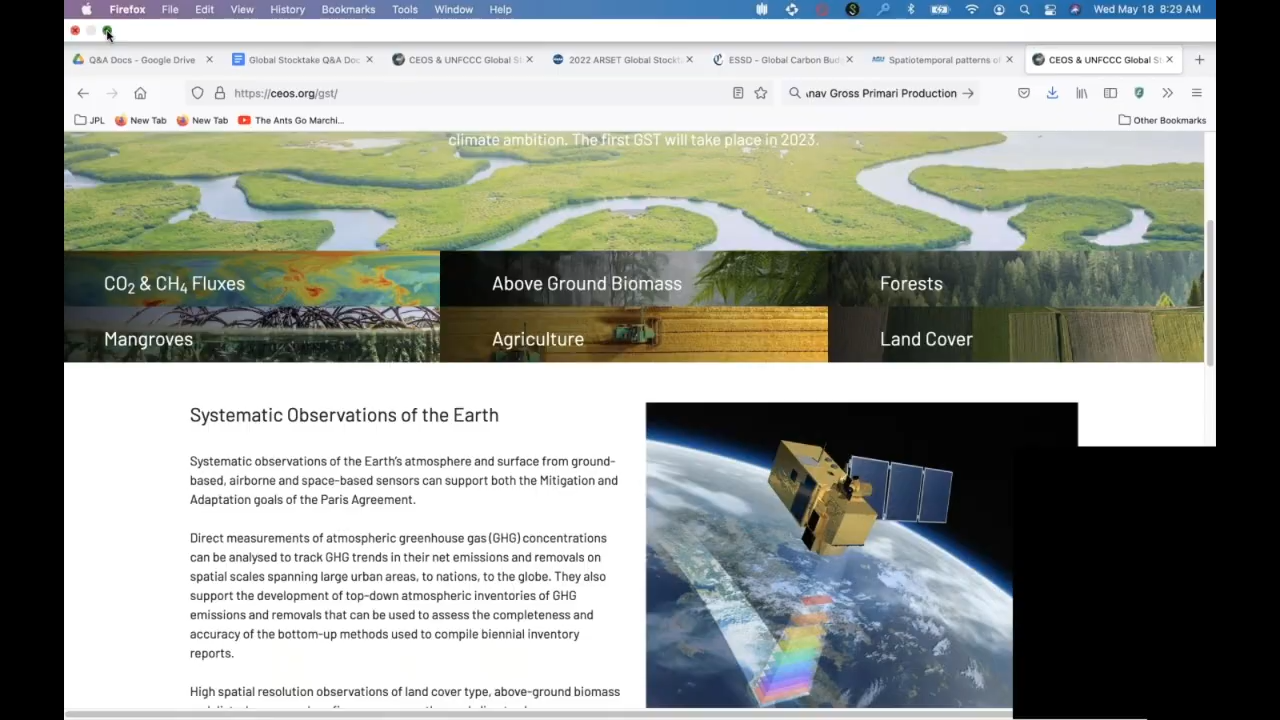 Firefox File Edit View History Bookmarks Tools Window Help Wed May 18 8:29 AM
Q&A Docs - Google Drive Global Stocktake Q&A Doc CEOS & UNFCCC Global S 2022 ARSET Global Stockt ESSD - Global Carbon Bud Spatiotemporal patterns o CEOS & UNFCCC Global S
https://ceos.org/gst/ nav Gross Primari Production
JPL New Tab New Tab The Ants Go Marchi... Other Bookmarks
climate ambition. The first GST will take place in 2023.
CO₂ & CH₄ Fluxes Above Ground Biomass Forests
Mangroves Agriculture Land Cover
Systematic Observations of the Earth
Systematic observations of the Earth's atmosphere and surface from ground-
based, airborne and space-based sensors can support both the Mitigation and
Adaptation goals of the Paris Agreement.
Direct measurements of atmospheric greenhouse gas (GHG) concentrations
can be analysed to track GHG trends in their net emissions and removals on
spatial scales spanning large urban areas, to nations, to the globe. They also
support the development of top-down atmospheric inventories of GHG
emissions and removals that can be used to assess the completeness and
accuracy of the bottom-up methods used to compile biennial inventory
reports.
High spatial resolution observations of land cover type, above-ground biomass